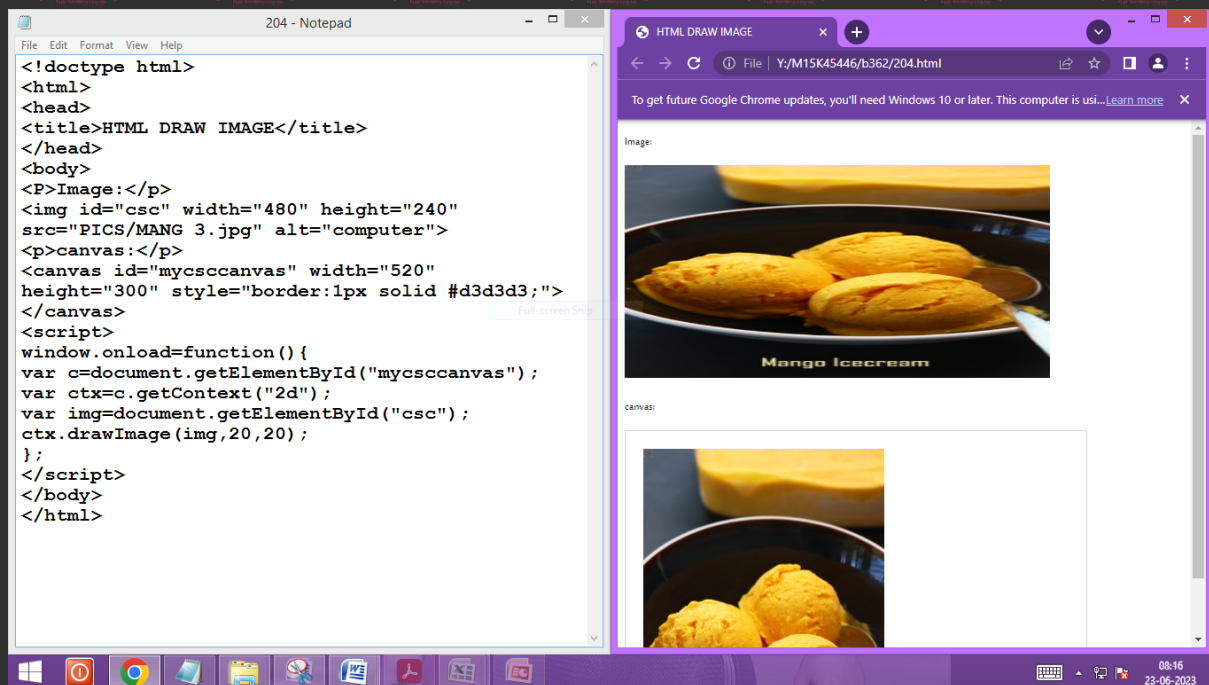 204 - Notepad
File Edit Format View Help
<!doctype html>
<html>
<head>
<title>HTML DRAW IMAGE</title>
</head>
<body>
<P>Image:</p>
<img id="csc" width="480" height="240"
src="PICS/MANG 3.jpg" alt="computer">
<p>canvas:</p>
<canvas id="mycsccanvas" width="520"
height="300" style="border:1px solid #d3d3d3;">
</canvas>
<script>
window.onload=function(){
var c=document.getElementById("mycsccanvas");
var ctx=c.getContext("2d");
var img=document.getElementById("csc");
ctx.drawImage(img,20,20);
};
</script>
</body>
</html>
Full-screen Snip
HTML DRAW IMAGE
File Y:/M15K45446/b362/204.html
To get future Google Chrome updates, you'll need Windows 10 or later. This computer is usi... Learn more
Image:
Mango Icecream
canvas:
08:16
23-06-2023